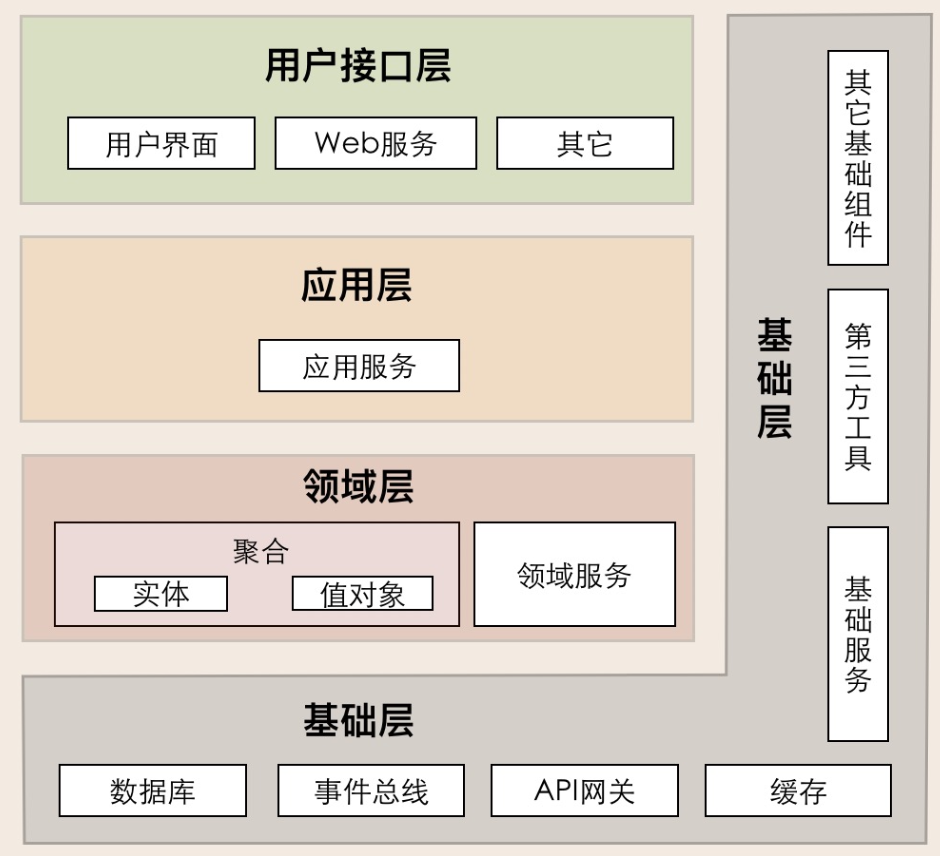 用户接口层
用户界面
Web服务
其它
应用层
应用服务
领域层
聚合
实体
值对象
领域服务
基础层
其它基础组件
第三方工具
基础服务
基础层
数据库
事件总线
API网关
缓存